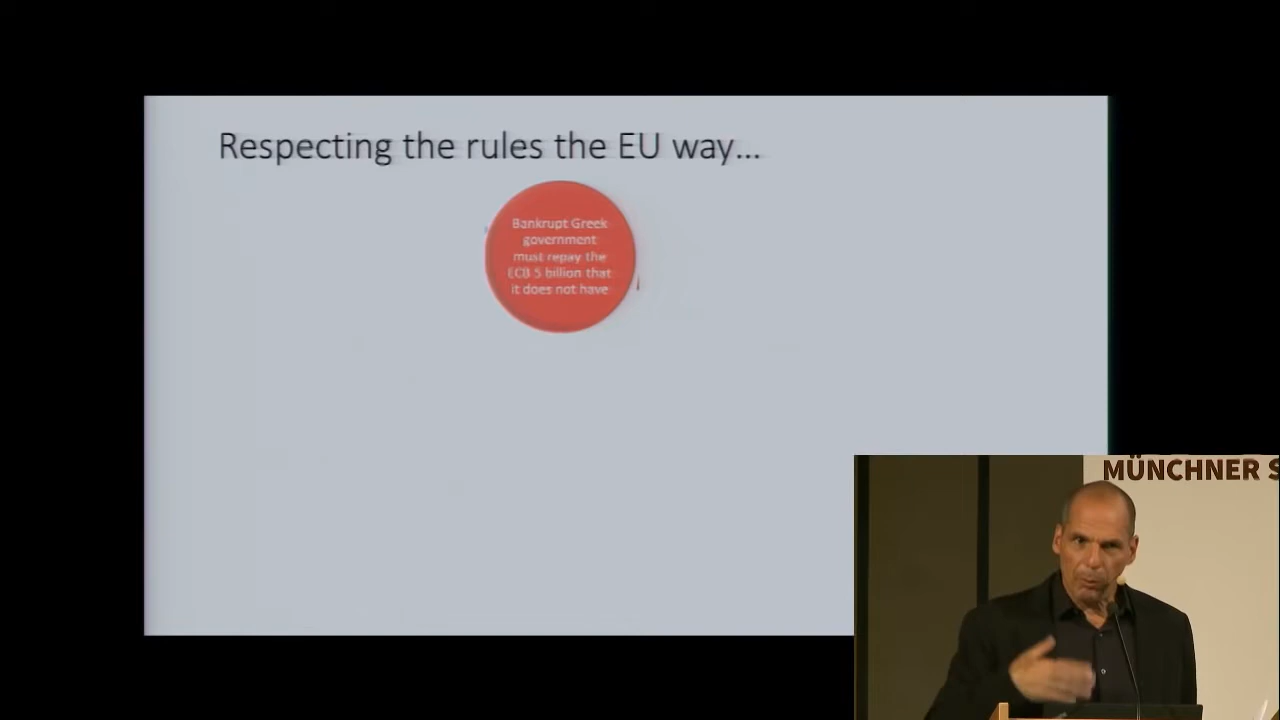 Respecting the rules the EU way...
Bankrupt Greek
government
must repay the
ECB 5 billion that
it does not have
MÜNCHNER S